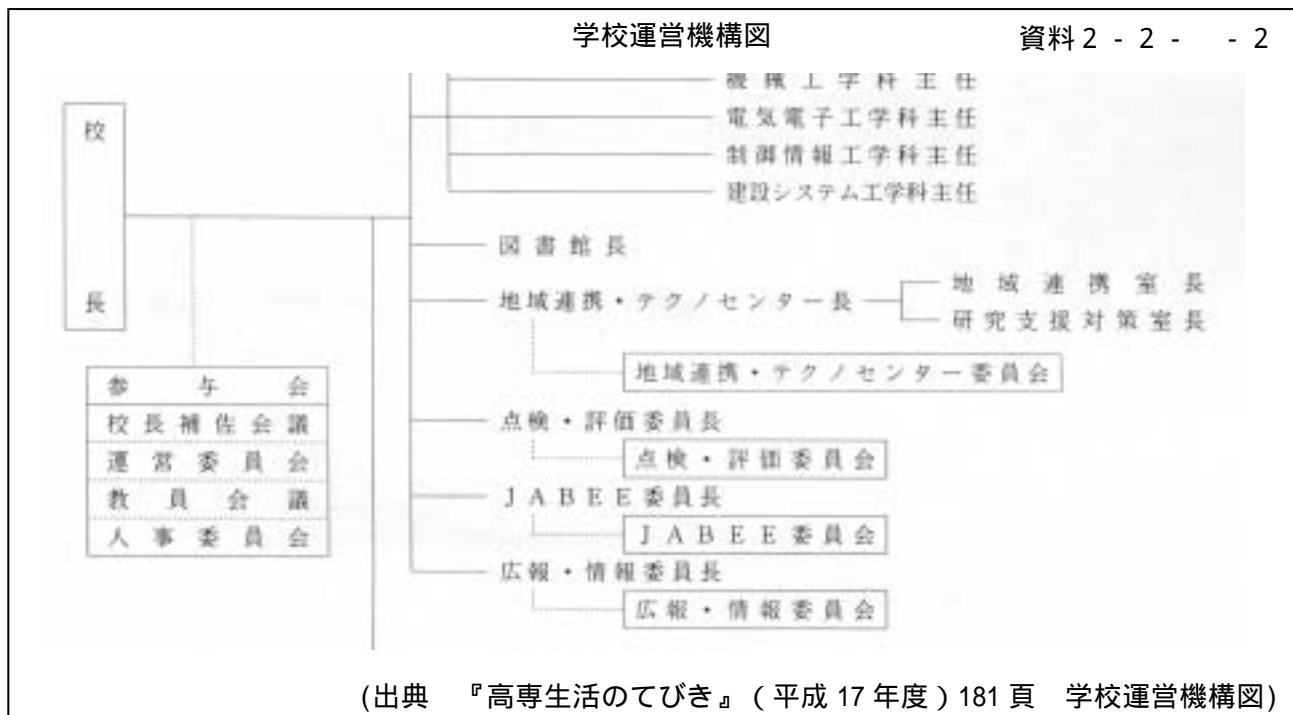 学校運営機構図
資料2-2- -2
機械工学科主任
電気電子工学科主任
制御情報工学科主任
建設システム工学科主任
校長
図書館長
地域連携・テクノセンター長
地域連携室長
研究支援対策室長
地域連携・テクノセンター委員会
参与会
校長補佐会議
運営委員会
教員会議
人事委員会
点検・評価委員長
点検・評価委員会
JABEE委員長
JABEE委員会
広報・情報委員長
広報・情報委員会
(出典 『高専生活のてびき』(平成17年度)181頁 学校運営機構図)